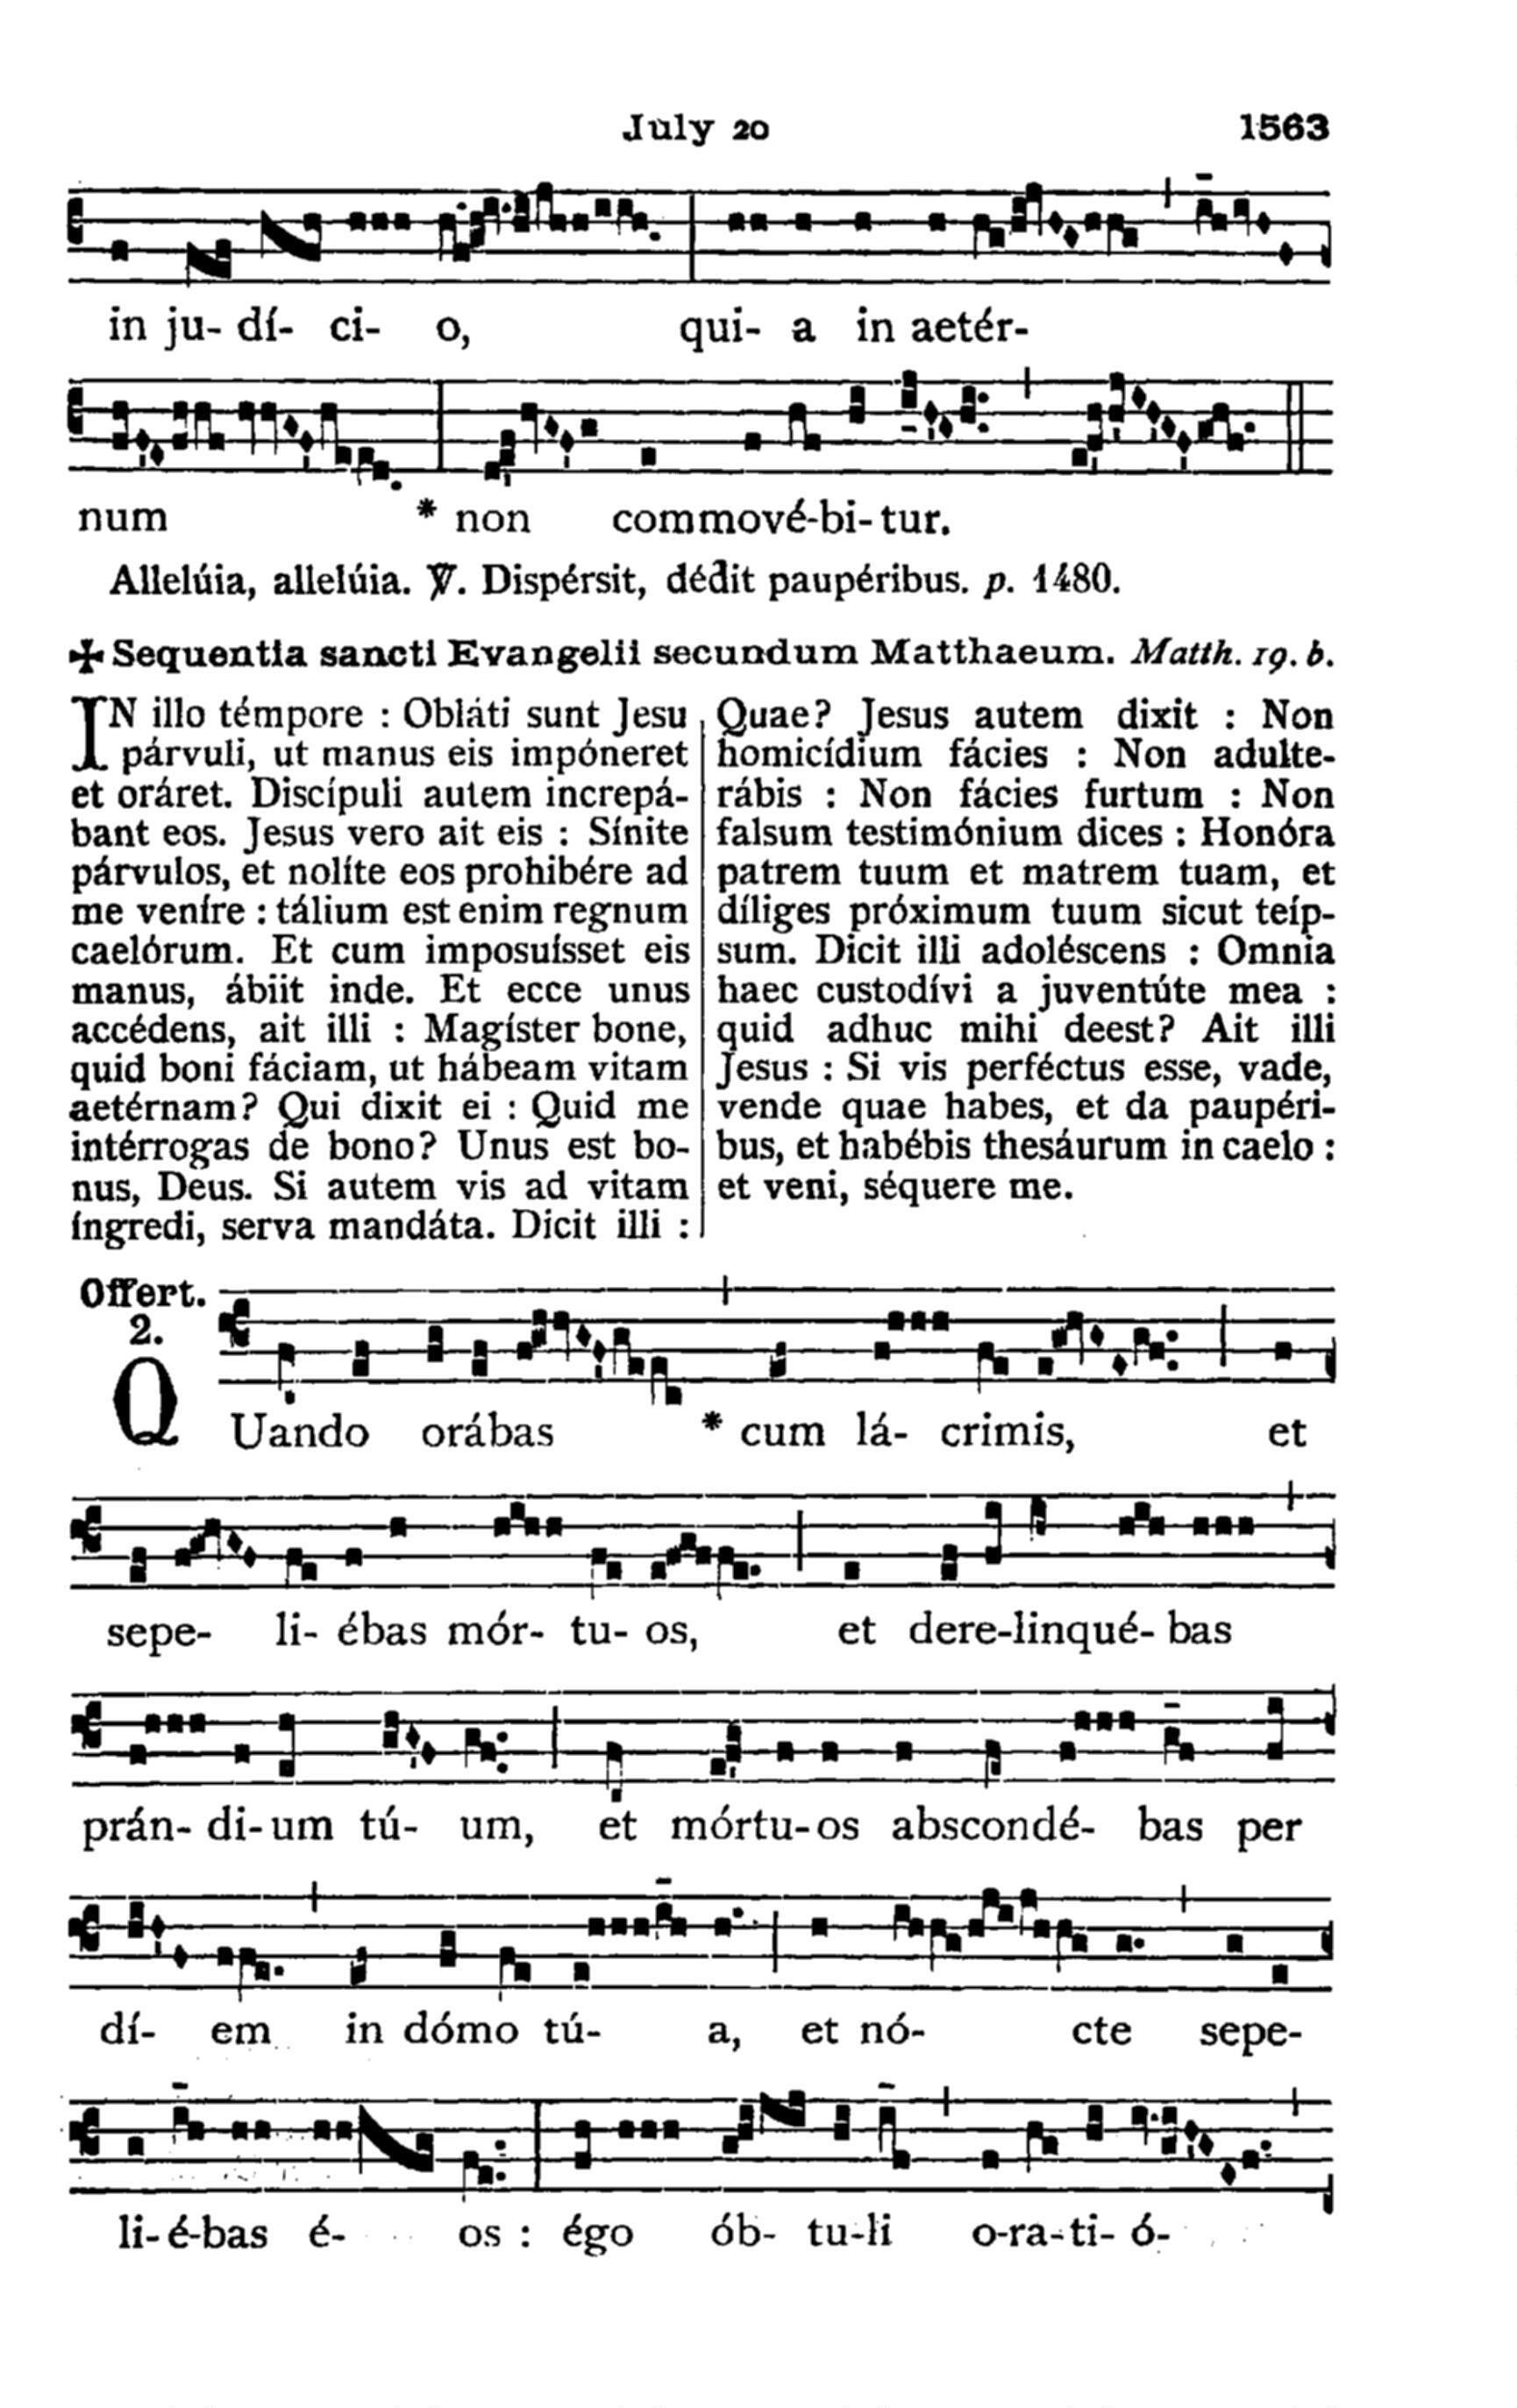 July 20 1563
in ju- dí- ci- o, qui- a in aetér-
num * non commové-bi- tur.
Allelúia, allelúia. ℣. Dispérsit, dédit paupéribus. p. 1480.
✠ Sequentia sancti Evangelii secundum Matthaeum. Matth. 19. b.
IN illo témpore : Obláti sunt Jesu
párvuli, ut manus eis impóneret
et oráret. Discípuli autem increpá-
bant eos. Jesus vero ait eis : Sínite
párvulos, et nolíte eos prohibére ad
me veníre : tálium est enim regnum
caelórum. Et cum imposuísset eis
manus, ábiit inde. Et ecce unus
accédens, ait illi : Magíster bone,
quid boni fáciam, ut hábeam vitam
aetérnam? Qui dixit ei : Quid me
intérrogas de bono? Unus est bo-
nus, Deus. Si autem vis ad vitam
íngredi, serva mandáta. Dicit illi :
Quae? Jesus autem dixit : Non
homicídium fácies : Non adulte-
rábis : Non fácies furtum : Non
falsum testimónium dices : Honóra
patrem tuum et matrem tuam, et
díliges próximum tuum sicut teíp-
sum. Dicit illi adoléscens : Omnia
haec custodívi a juventúte mea :
quid adhuc mihi deest? Ait illi
Jesus : Si vis perféctus esse, vade,
vende quae habes, et da paupéri-
bus, et habébis thesáurum in caelo :
et veni, séquere me.
Offert.
2.
QUando orábas * cum lá- crimis, et
sepe- li- ébas mór- tu- os, et dere-linqué- bas
prán- di- um tú- um, et mórtu- os abscondé- bas per
dí- em in dómo tú- a, et nó- cte sepe-
li- é-bas é- os : égo ób- tu-li o-ra-ti- ó-